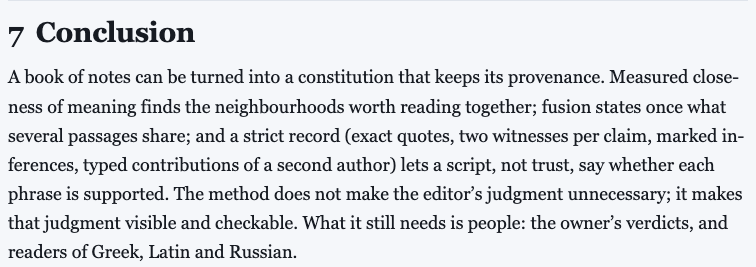 7 Conclusion
A book of notes can be turned into a constitution that keeps its provenance. Measured close-
ness of meaning finds the neighbourhoods worth reading together; fusion states once what
several passages share; and a strict record (exact quotes, two witnesses per claim, marked in-
ferences, typed contributions of a second author) lets a script, not trust, say whether each
phrase is supported. The method does not make the editor’s judgment unnecessary; it makes
that judgment visible and checkable. What it still needs is people: the owner’s verdicts, and
readers of Greek, Latin and Russian.